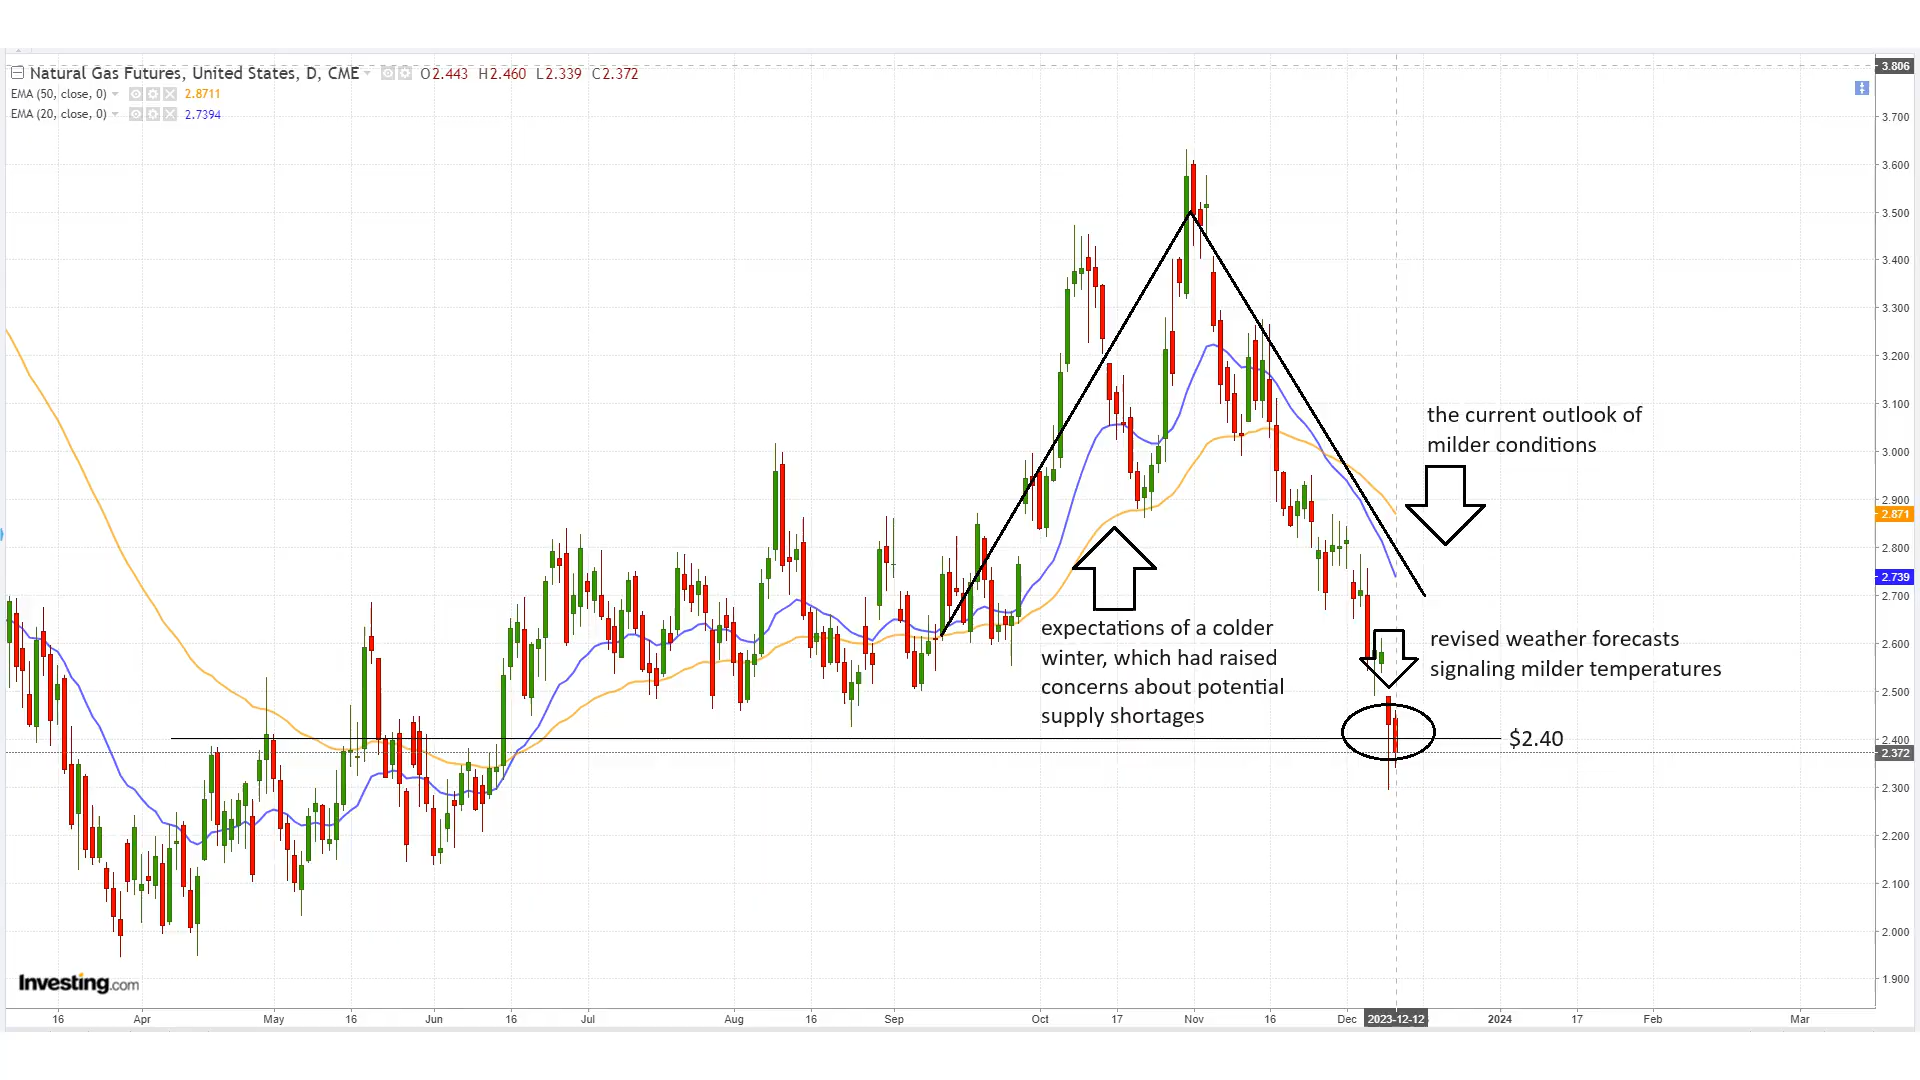 Natural Gas Futures, United States, D, CME O2.443 H2.460 L2.339 C2.372
EMA (50, close, 0) 2.8711
EMA (20, close, 0) 2.7394
3.806
3.700
3.600
3.500
3.400
3.300
3.200
3.100
3.000
2.900
2.871
2.800
2.739
2.700
2.600
2.500
2.400
2.372
2.300
2.200
2.100
2.000
1.900
the current outlook of
milder conditions
expectations of a colder
winter, which had raised
concerns about potential
supply shortages
revised weather forecasts
signaling milder temperatures
$2.40
Investing.com
16 Apr May 16 Jun 16 Jul Aug 16 Sep Oct 17 Nov 16 Dec 2023-12-12 2024 17 Feb Mar